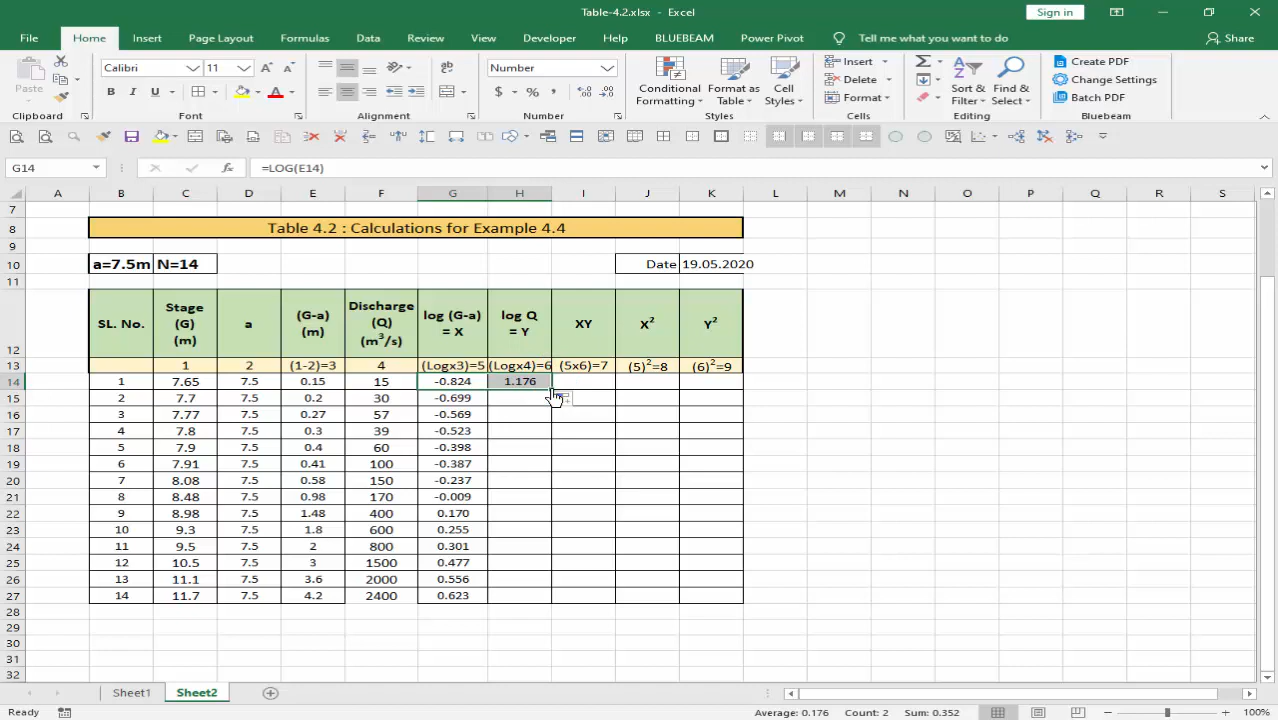 Table-4.2.xlsx - Excel
Sign in
File Home Insert Page Layout Formulas Data Review View Developer Help BLUEBEAM Power Pivot Tell me what you want to do Share
Paste
Calibri 11
B I U
Number
$ % ,
Conditional Formatting
Format as Table
Cell Styles
Insert
Delete
Format
Sort & Filter
Find & Select
Create PDF
Change Settings
Batch PDF
Clipboard Font Alignment Number Styles Cells Editing Bluebeam
G14 fx =LOG(E14)
A B C D E F G H I J K L M N O P Q R S
7
8 Table 4.2 : Calculations for Example 4.4
9
10 a=7.5m N=14 Date 19.05.2020
11
12 SL. No. Stage (G) (m) a (G-a) (m) Discharge (Q) (m³/s) log (G-a) = X log Q = Y XY X² Y²
13 1 2 (1-2)=3 4 (Logx3)=5 (Logx4)=6 (5x6)=7 (5)²=8 (6)²=9
14 1 7.65 7.5 0.15 15 -0.824 1.176
15 2 7.7 7.5 0.2 30 -0.699
16 3 7.77 7.5 0.27 57 -0.569
17 4 7.8 7.5 0.3 39 -0.523
18 5 7.9 7.5 0.4 60 -0.398
19 6 7.91 7.5 0.41 100 -0.387
20 7 8.08 7.5 0.58 150 -0.237
21 8 8.48 7.5 0.98 170 -0.009
22 9 8.98 7.5 1.48 400 0.170
23 10 9.3 7.5 1.8 600 0.255
24 11 9.5 7.5 2 800 0.301
25 12 10.5 7.5 3 1500 0.477
26 13 11.1 7.5 3.6 2000 0.556
27 14 11.7 7.5 4.2 2400 0.623
28
29
30
31
32
Sheet1 Sheet2
Ready Average: 0.176 Count: 2 Sum: 0.352 100%